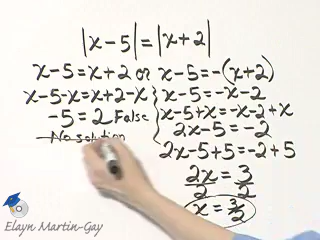 |x-5|=|x+2|
x-5=x+2 or x-5=-(x+2)
x-5-x=x+2-x
-5=2 False
No solution
x-5=-x-2
x-5+x=-x-2+x
2x-5=-2
2x-5+5=-2+5
2x/2=3/2
x=3/2
Elayn Martin-Gay